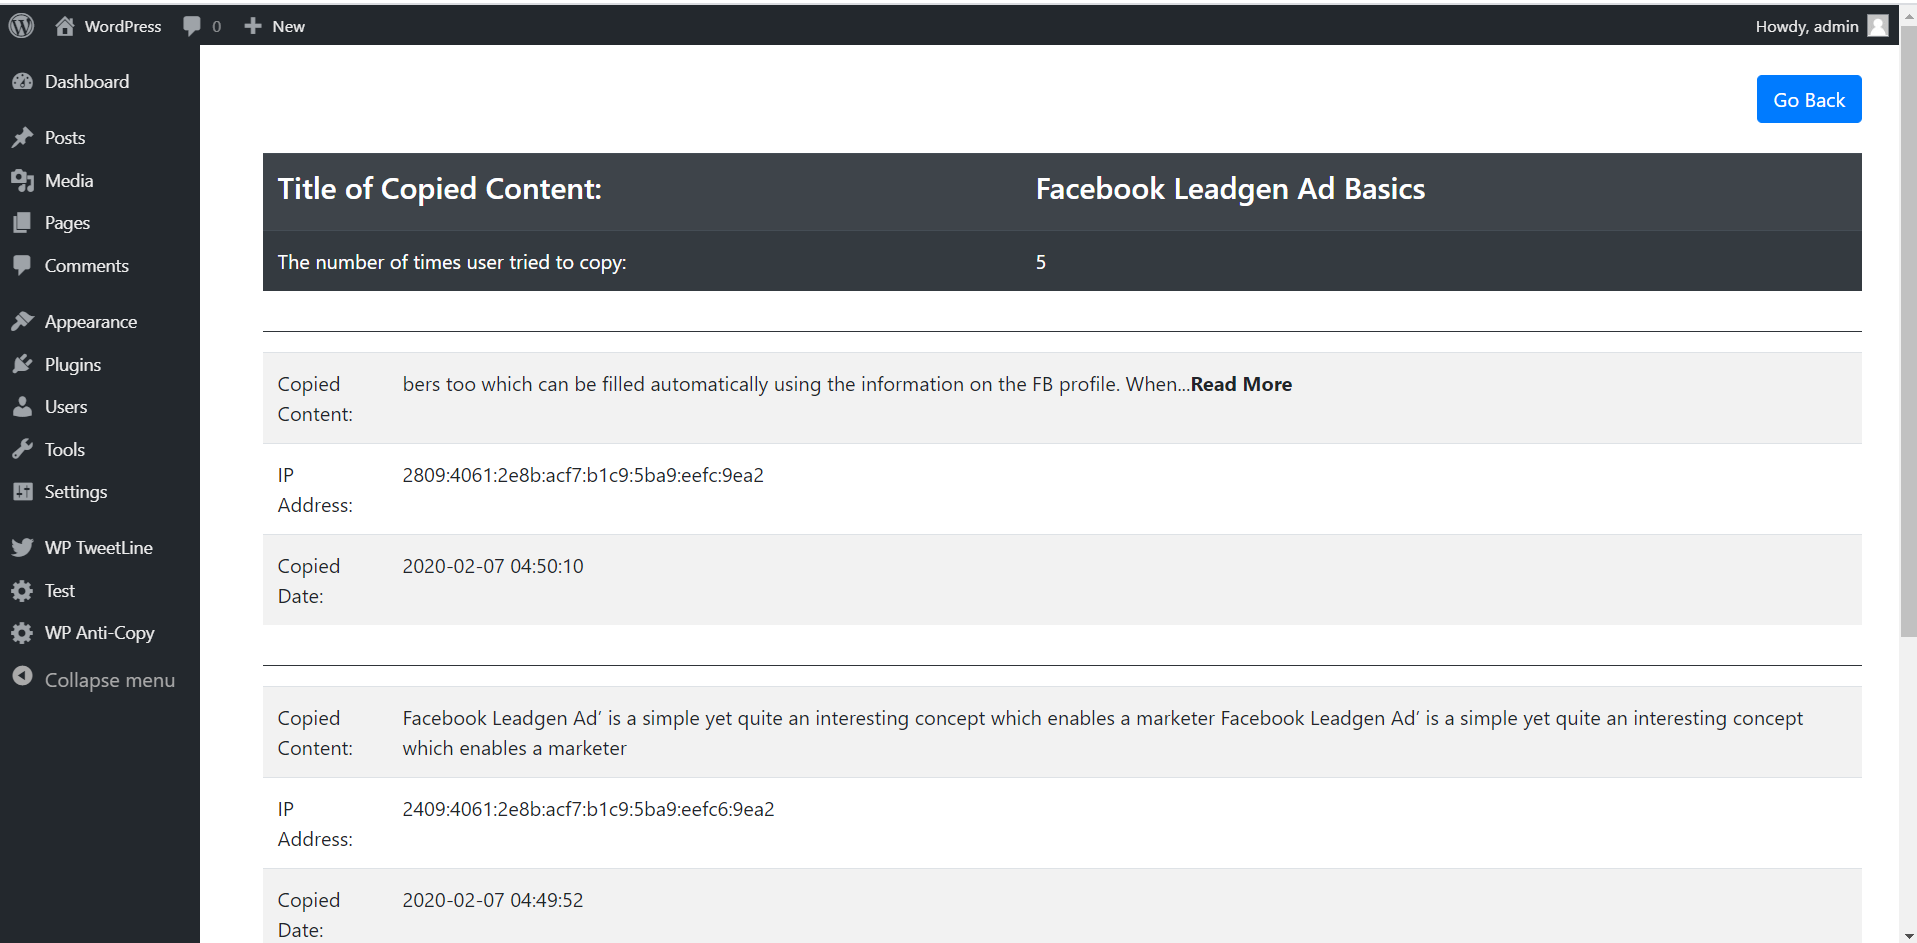 WordPress 0 New Howdy, admin
Dashboard
Posts
Media
Pages
Comments
Appearance
Plugins
Users
Tools
Settings
WP TweetLine
Test
WP Anti-Copy
Collapse menu
Go Back
Title of Copied Content: Facebook Leadgen Ad Basics
The number of times user tried to copy: 5
Copied Content: bers too which can be filled automatically using the information on the FB profile. When...Read More
IP Address: 2809:4061:2e8b:acf7:b1c9:5ba9:eefc:9ea2
Copied Date: 2020-02-07 04:50:10
Copied Content: Facebook Leadgen Ad’ is a simple yet quite an interesting concept which enables a marketer Facebook Leadgen Ad’ is a simple yet quite an interesting concept
which enables a marketer
IP Address: 2409:4061:2e8b:acf7:b1c9:5ba9:eefc6:9ea2
Copied Date: 2020-02-07 04:49:52